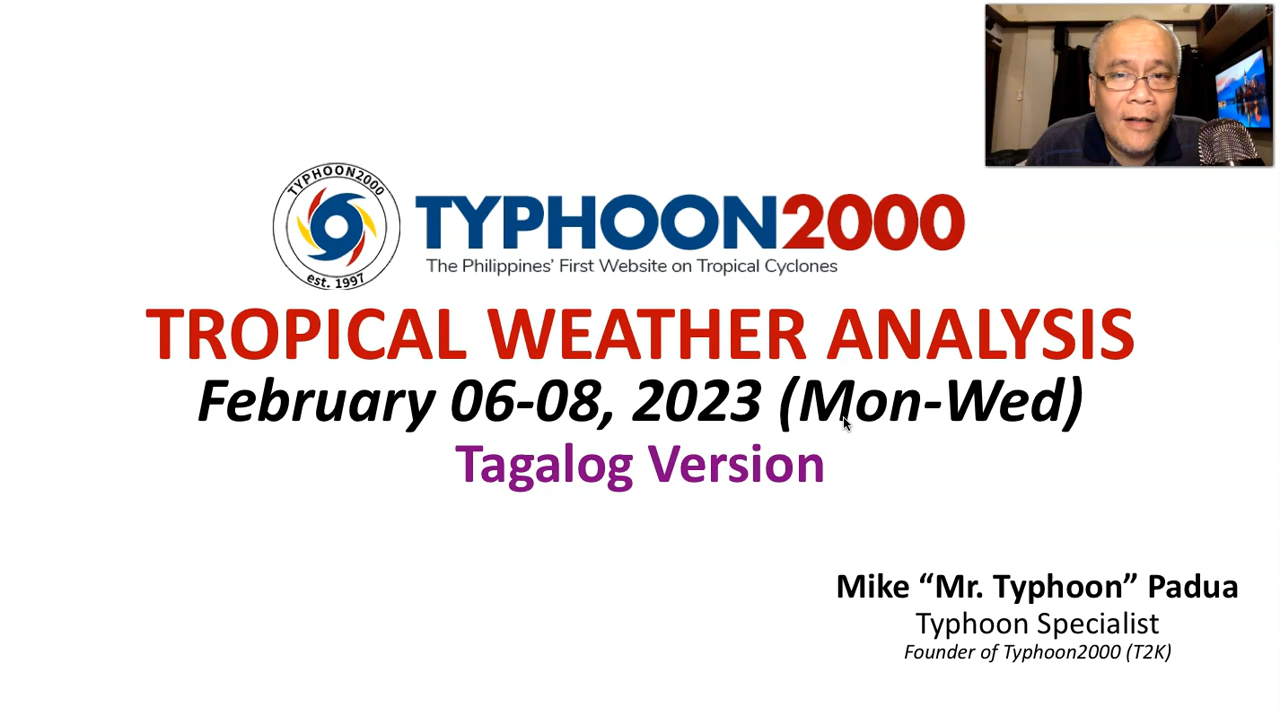 TYPHOON2000
est. 1997
TYPHOON2000
The Philippines' First Website on Tropical Cyclones
TROPICAL WEATHER ANALYSIS
February 06-08, 2023 (Mon-Wed)
Tagalog Version
Mike “Mr. Typhoon” Padua
Typhoon Specialist
Founder of Typhoon2000 (T2K)